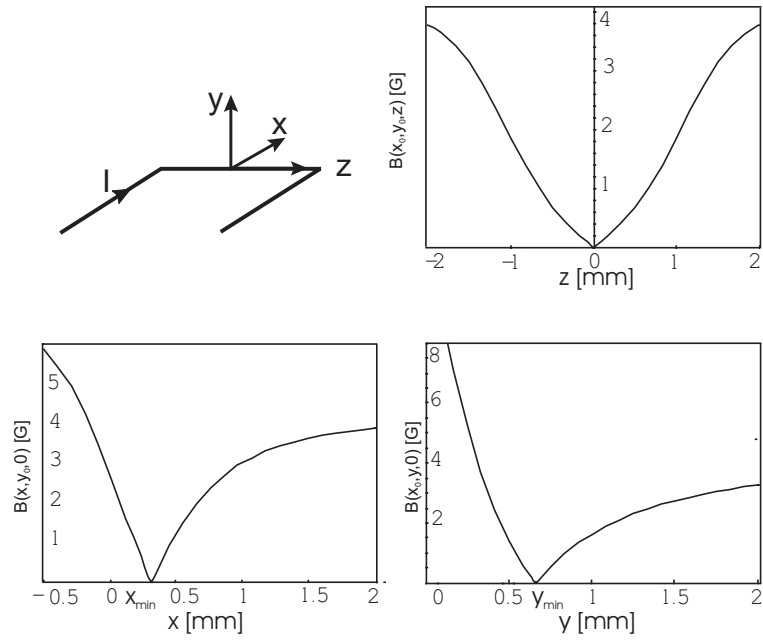 y
x
I
z
B(x₀,y₀,z) [G]
4
3
2
1
−2 −1 0 1 2
z [mm]
B(x,y₀,0) [G]
5
4
3
2
1
−0.5 0 xmin 0.5 1 1.5 2
x [mm]
B(x₀,y,0) [G]
8
6
4
2
0 0.5 ymin 1 1.5 2
y [mm]